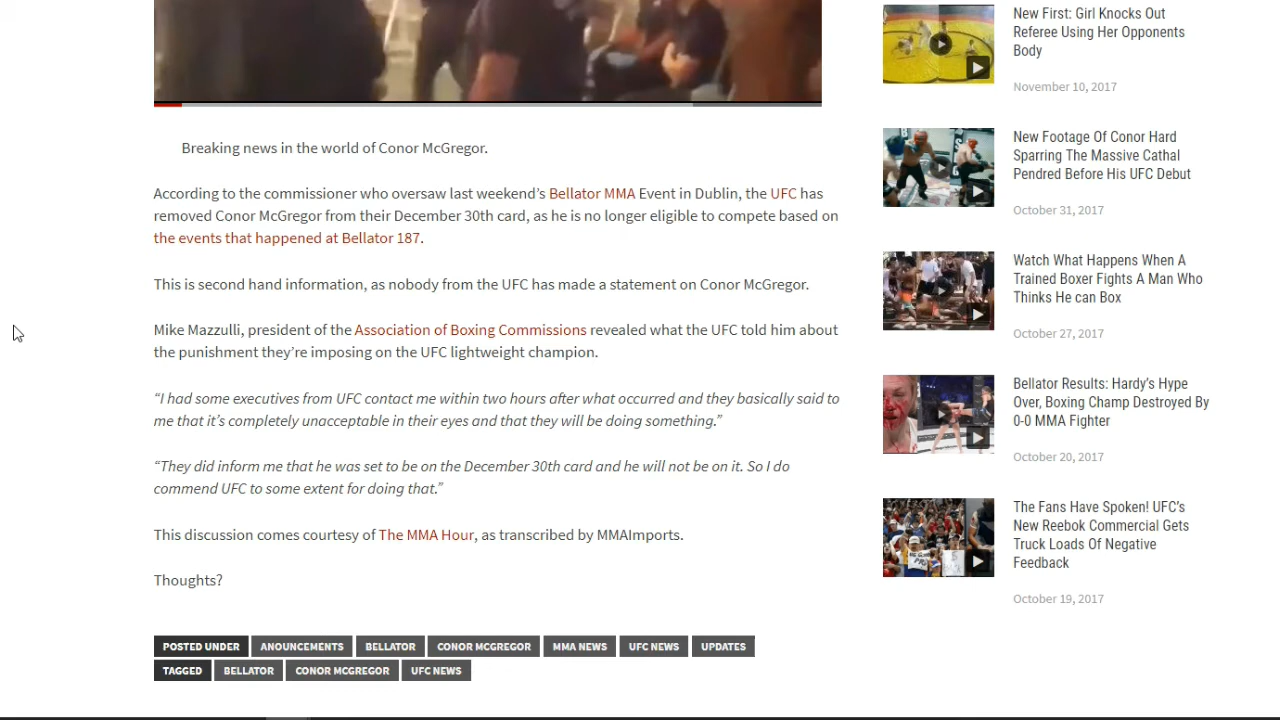 Breaking news in the world of Conor McGregor.
According to the commissioner who oversaw last weekend's Bellator MMA Event in Dublin, the UFC has
removed Conor McGregor from their December 30th card, as he is no longer eligible to compete based on
the events that happened at Bellator 187.
This is second hand information, as nobody from the UFC has made a statement on Conor McGregor.
Mike Mazzulli, president of the Association of Boxing Commissions revealed what the UFC told him about
the punishment they're imposing on the UFC lightweight champion.
“I had some executives from UFC contact me within two hours after what occurred and they basically said to
me that it's completely unacceptable in their eyes and that they will be doing something.”
“They did inform me that he was set to be on the December 30th card and he will not be on it. So I do
commend UFC to some extent for doing that.”
This discussion comes courtesy of The MMA Hour, as transcribed by MMAImports.
Thoughts?
POSTED UNDER ANOUNCEMENTS BELLATOR CONOR MCGREGOR MMA NEWS UFC NEWS UPDATES
TAGGED BELLATOR CONOR MCGREGOR UFC NEWS
New First: Girl Knocks Out
Referee Using Her Opponents
Body
November 10, 2017
New Footage Of Conor Hard
Sparring The Massive Cathal
Pendred Before His UFC Debut
October 31, 2017
Watch What Happens When A
Trained Boxer Fights A Man Who
Thinks He can Box
October 27, 2017
Bellator Results: Hardy's Hype
Over, Boxing Champ Destroyed By
0-0 MMA Fighter
October 20, 2017
The Fans Have Spoken! UFC's
New Reebok Commercial Gets
Truck Loads Of Negative
Feedback
October 19, 2017